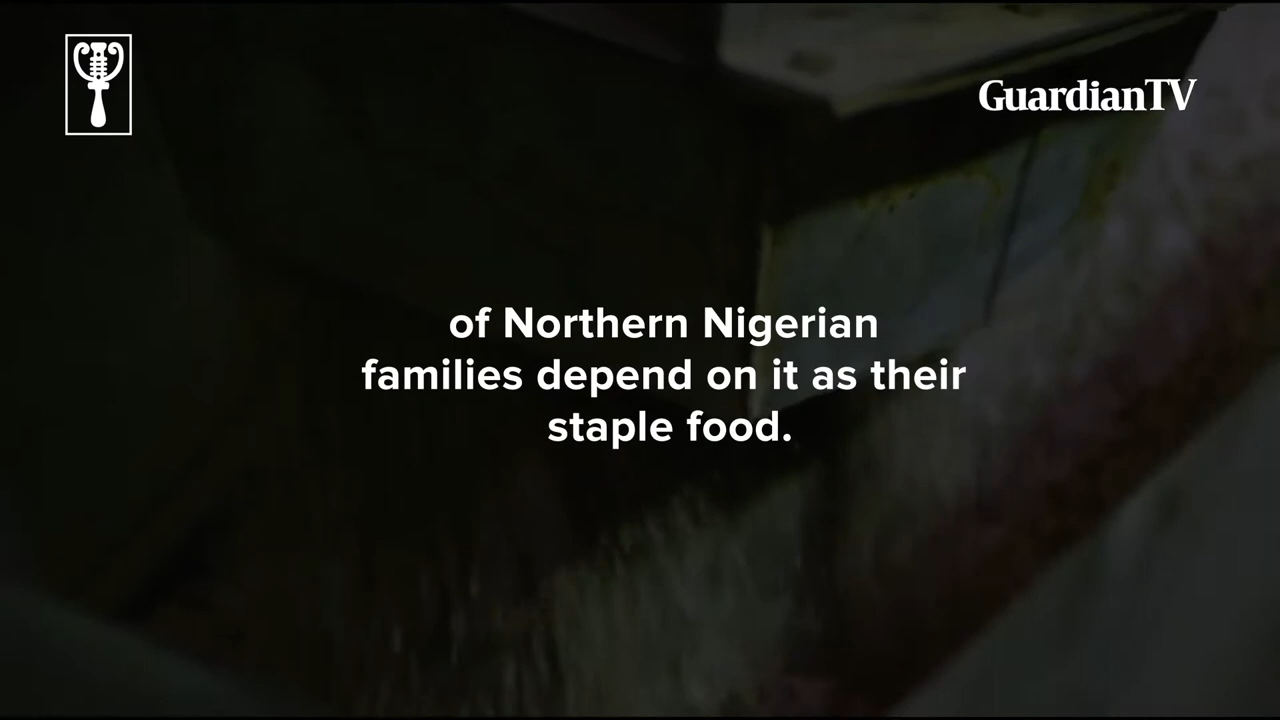 GuardianTV
of Northern Nigerian
families depend on it as their
staple food.